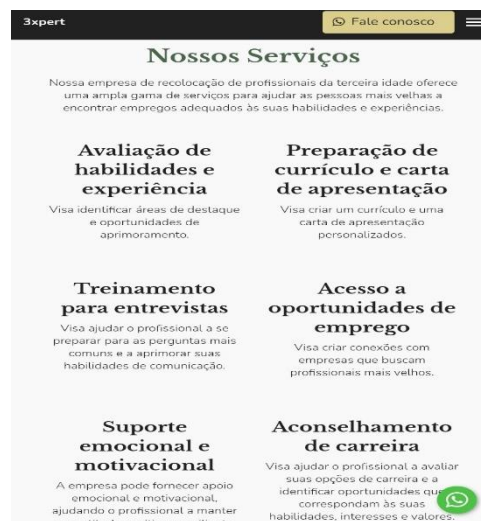 3xpert
Fale conosco
Nossos Serviços
Nossa empresa de recolocação de profissionais da terceira idade oferece
uma ampla gama de serviços para ajudar as pessoas mais velhas a
encontrar empregos adequados às suas habilidades e experiências.
Avaliação de
habilidades e
experiência
Visa identificar áreas de destaque
e oportunidades de
aprimoramento.
Preparação de
currículo e carta
de apresentação
Visa criar um currículo e uma
carta de apresentação
personalizados.
Treinamento
para entrevistas
Visa ajudar o profissional a se
preparar para as perguntas mais
comuns e a aprimorar suas
habilidades de comunicação.
Acesso a
oportunidades de
emprego
Visa criar conexões com
empresas que buscam
profissionais mais velhos.
Suporte
emocional e
motivacional
A empresa pode fornecer apoio
emocional e motivacional,
ajudando o profissional a manter
Aconselhamento
de carreira
Visa ajudar o profissional a avaliar
suas opções de carreira e a
identificar oportunidades
correspondam às suas
habilidades, interesses e valores.